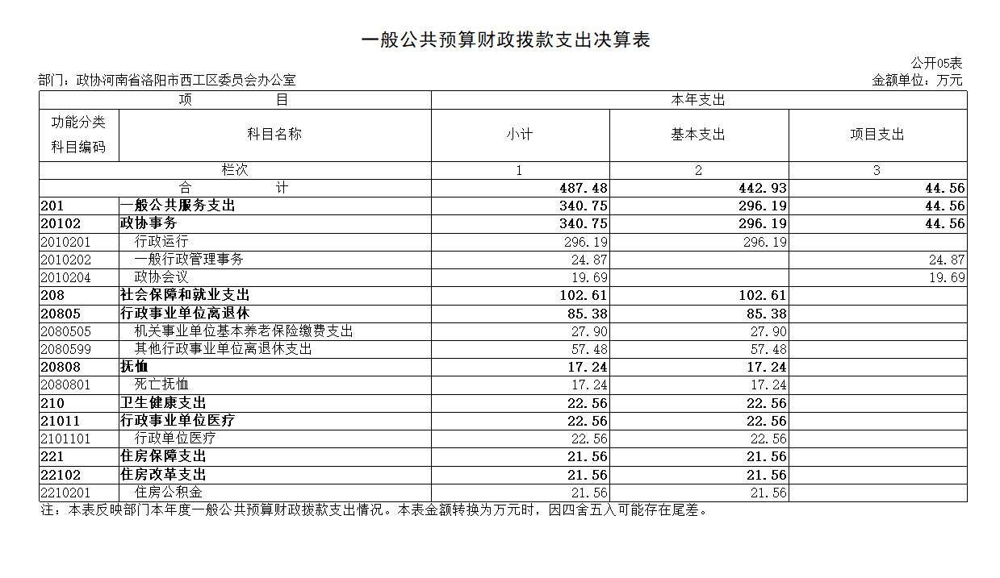 一般公共预算财政拨款支出决算表
公开05表
部门：政协河南省洛阳市西工区委员会办公室 金额单位：万元
项 目 本年支出
功能分类科目编码 科目名称 小计 基本支出 项目支出
栏次 1 2 3
合 计 487.48 442.93 44.56
201 一般公共服务支出 340.75 296.19 44.56
20102 政协事务 340.75 296.19 44.56
2010201 行政运行 296.19 296.19
2010202 一般行政管理事务 24.87 24.87
2010204 政协会议 19.69 19.69
208 社会保障和就业支出 102.61 102.61
20805 行政事业单位离退休 85.38 85.38
2080505 机关事业单位基本养老保险缴费支出 27.90 27.90
2080599 其他行政事业单位离退休支出 57.48 57.48
20808 抚恤 17.24 17.24
2080801 死亡抚恤 17.24 17.24
210 卫生健康支出 22.56 22.56
21011 行政事业单位医疗 22.56 22.56
2101101 行政单位医疗 22.56 22.56
221 住房保障支出 21.56 21.56
22102 住房改革支出 21.56 21.56
2210201 住房公积金 21.56 21.56
注：本表反映部门本年度一般公共预算财政拨款支出情况。本表金额转换为万元时，因四舍五入可能存在尾差。